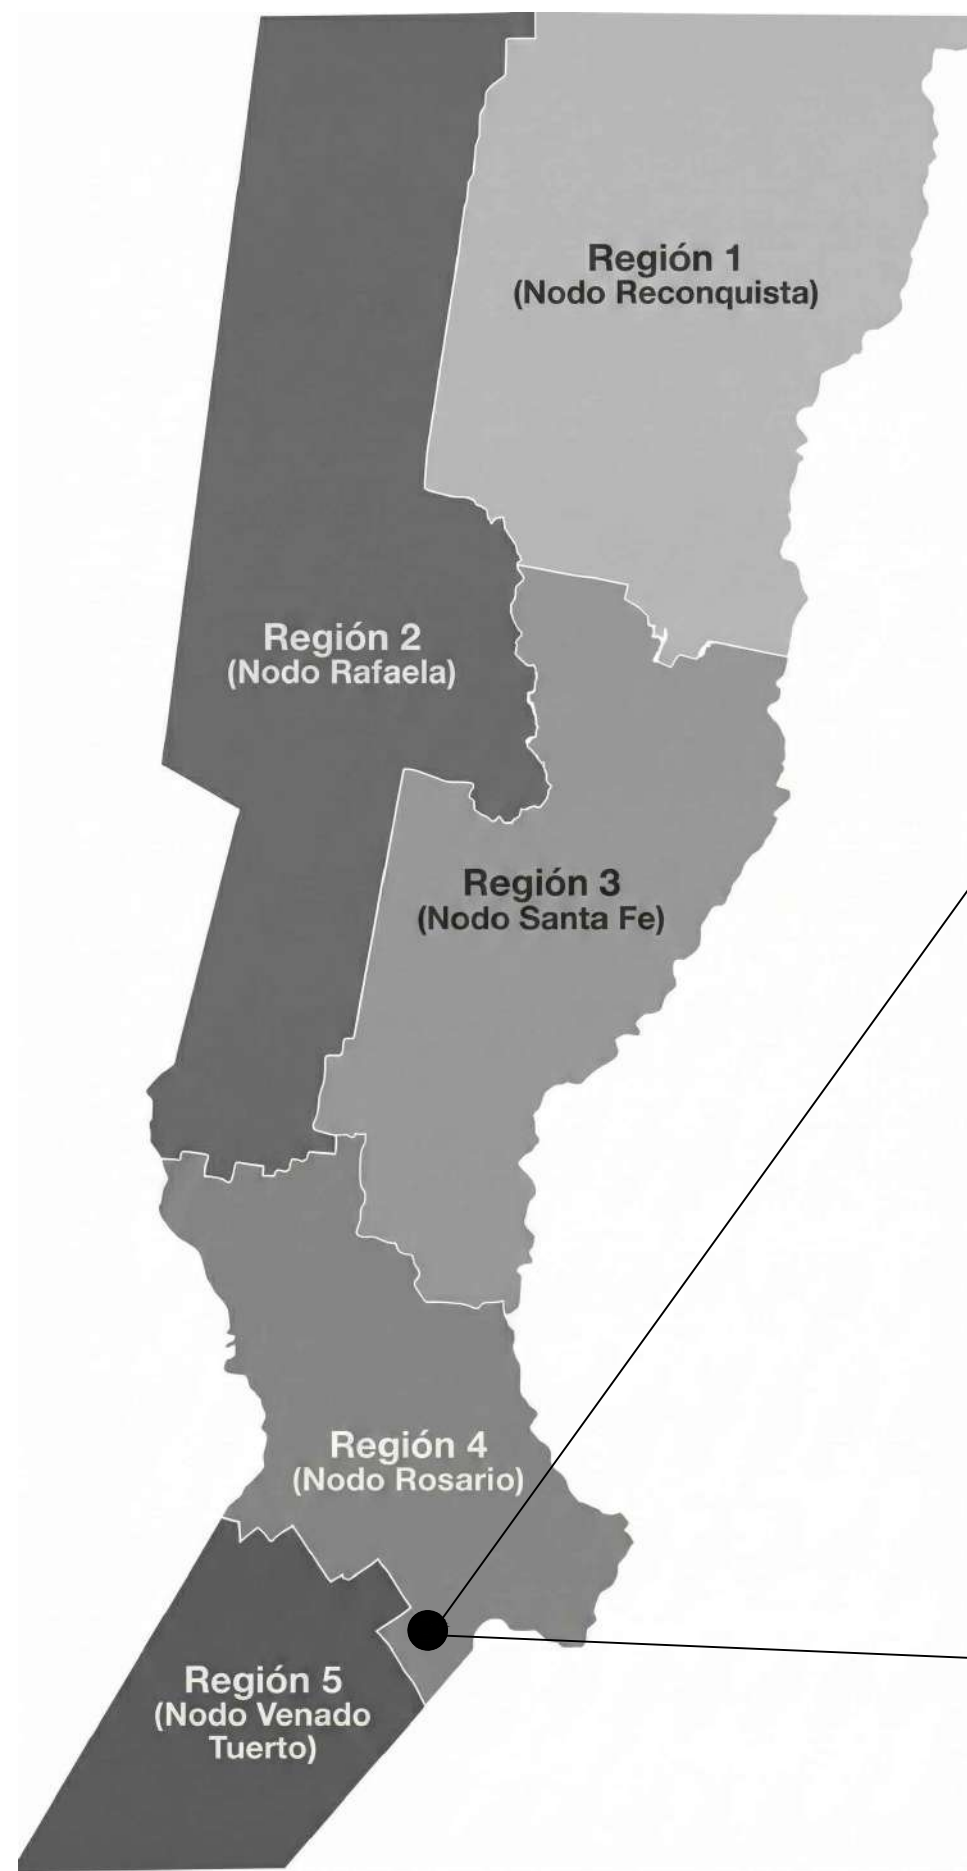 Región 1
(Nodo Reconquista)
Región 2
(Nodo Rafaela)
Región 3
(Nodo Santa Fe)
Región 4
(Nodo Rosario)
Región 5
(Nodo Venado
Tuerto)